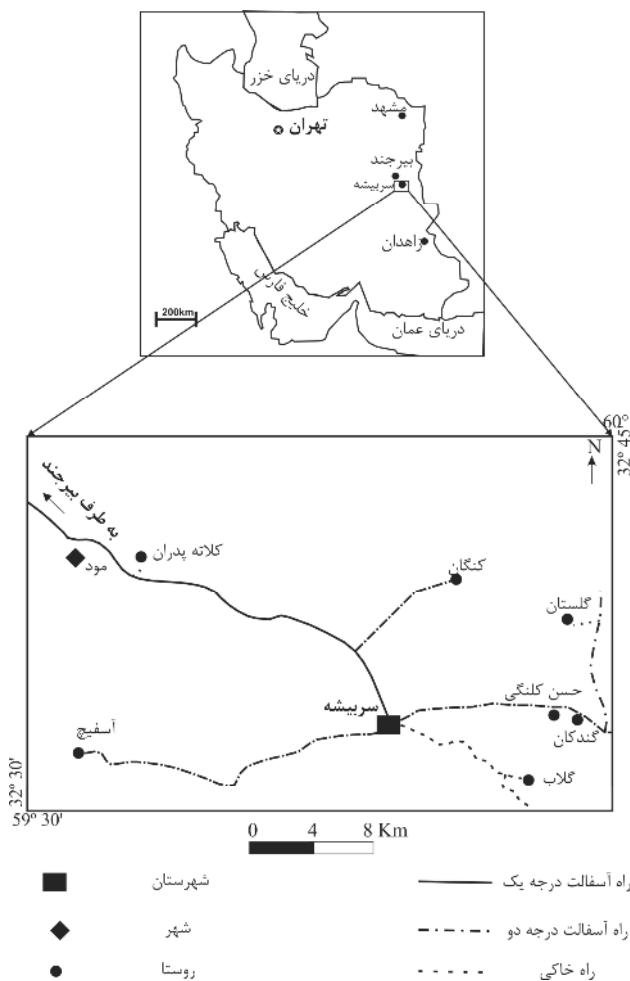 دریای خزر
مشهد
تهران
بیرجند
سربیشه
زاهدان
خلیج فارس
200km
دریای عمان
60°
32° 45'
N
به طرف بیرجند
کلاته پدران
مود
کنگان
گلستان
حسن کلنگی
سربیشه
گندکان
آسفیچ
گلاب
32° 30'
59° 30'
0 4 8 Km
شهرستان
راه آسفالت درجه یک
شهر
راه آسفالت درجه دو
روستا
راه خاکی